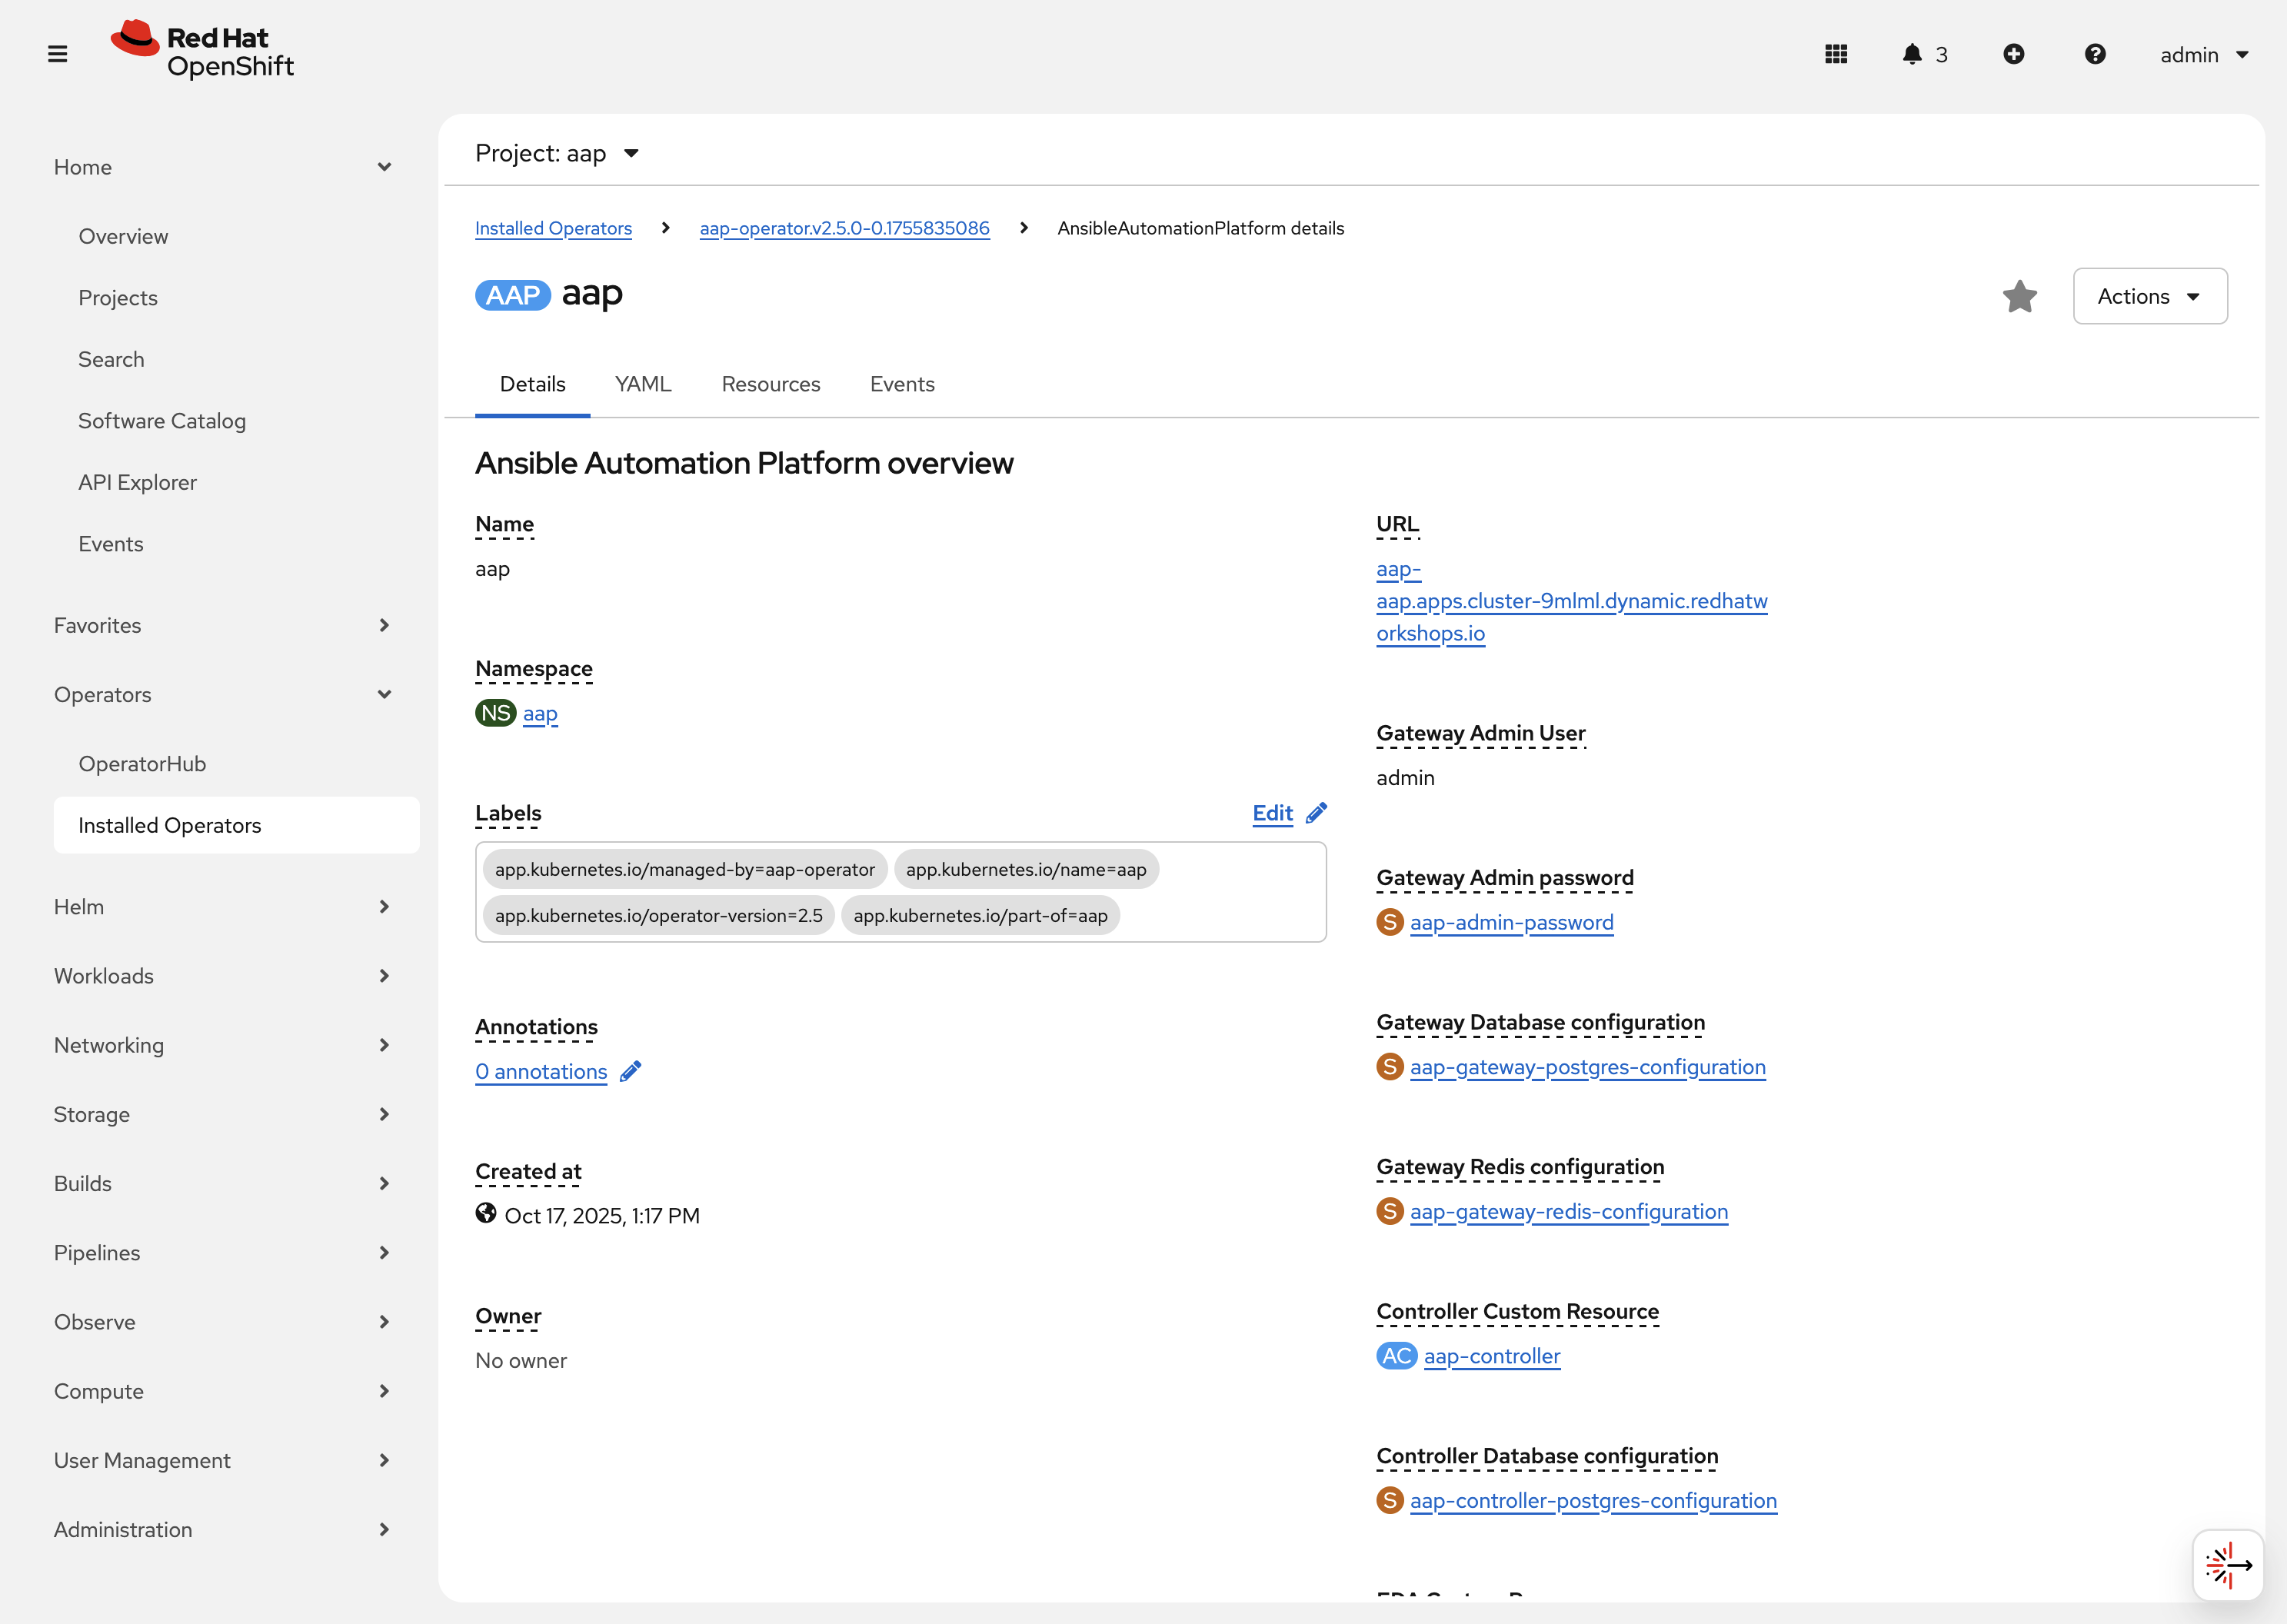 Red Hat
OpenShift
3
admin
Home
Overview
Projects
Search
Software Catalog
API Explorer
Events
Favorites
Operators
OperatorHub
Installed Operators
Helm
Workloads
Networking
Storage
Builds
Pipelines
Observe
Compute
User Management
Administration
Project: aap
Installed Operators
aap-operator.v2.5.0-0.1755835086
AnsibleAutomationPlatform details
AAP aap
Actions
Details YAML Resources Events
Ansible Automation Platform overview
Name
aap
Namespace
NS aap
Labels
Edit
app.kubernetes.io/managed-by=aap-operator app.kubernetes.io/name=aap
app.kubernetes.io/operator-version=2.5 app.kubernetes.io/part-of=aap
Annotations
0 annotations
Created at
Oct 17, 2025, 1:17 PM
Owner
No owner
URL
aap-
aap.apps.cluster-9mlml.dynamic.redhatw
orkshops.io
Gateway Admin User
admin
Gateway Admin password
S aap-admin-password
Gateway Database configuration
S aap-gateway-postgres-configuration
Gateway Redis configuration
S aap-gateway-redis-configuration
Controller Custom Resource
AC aap-controller
Controller Database configuration
S aap-controller-postgres-configuration